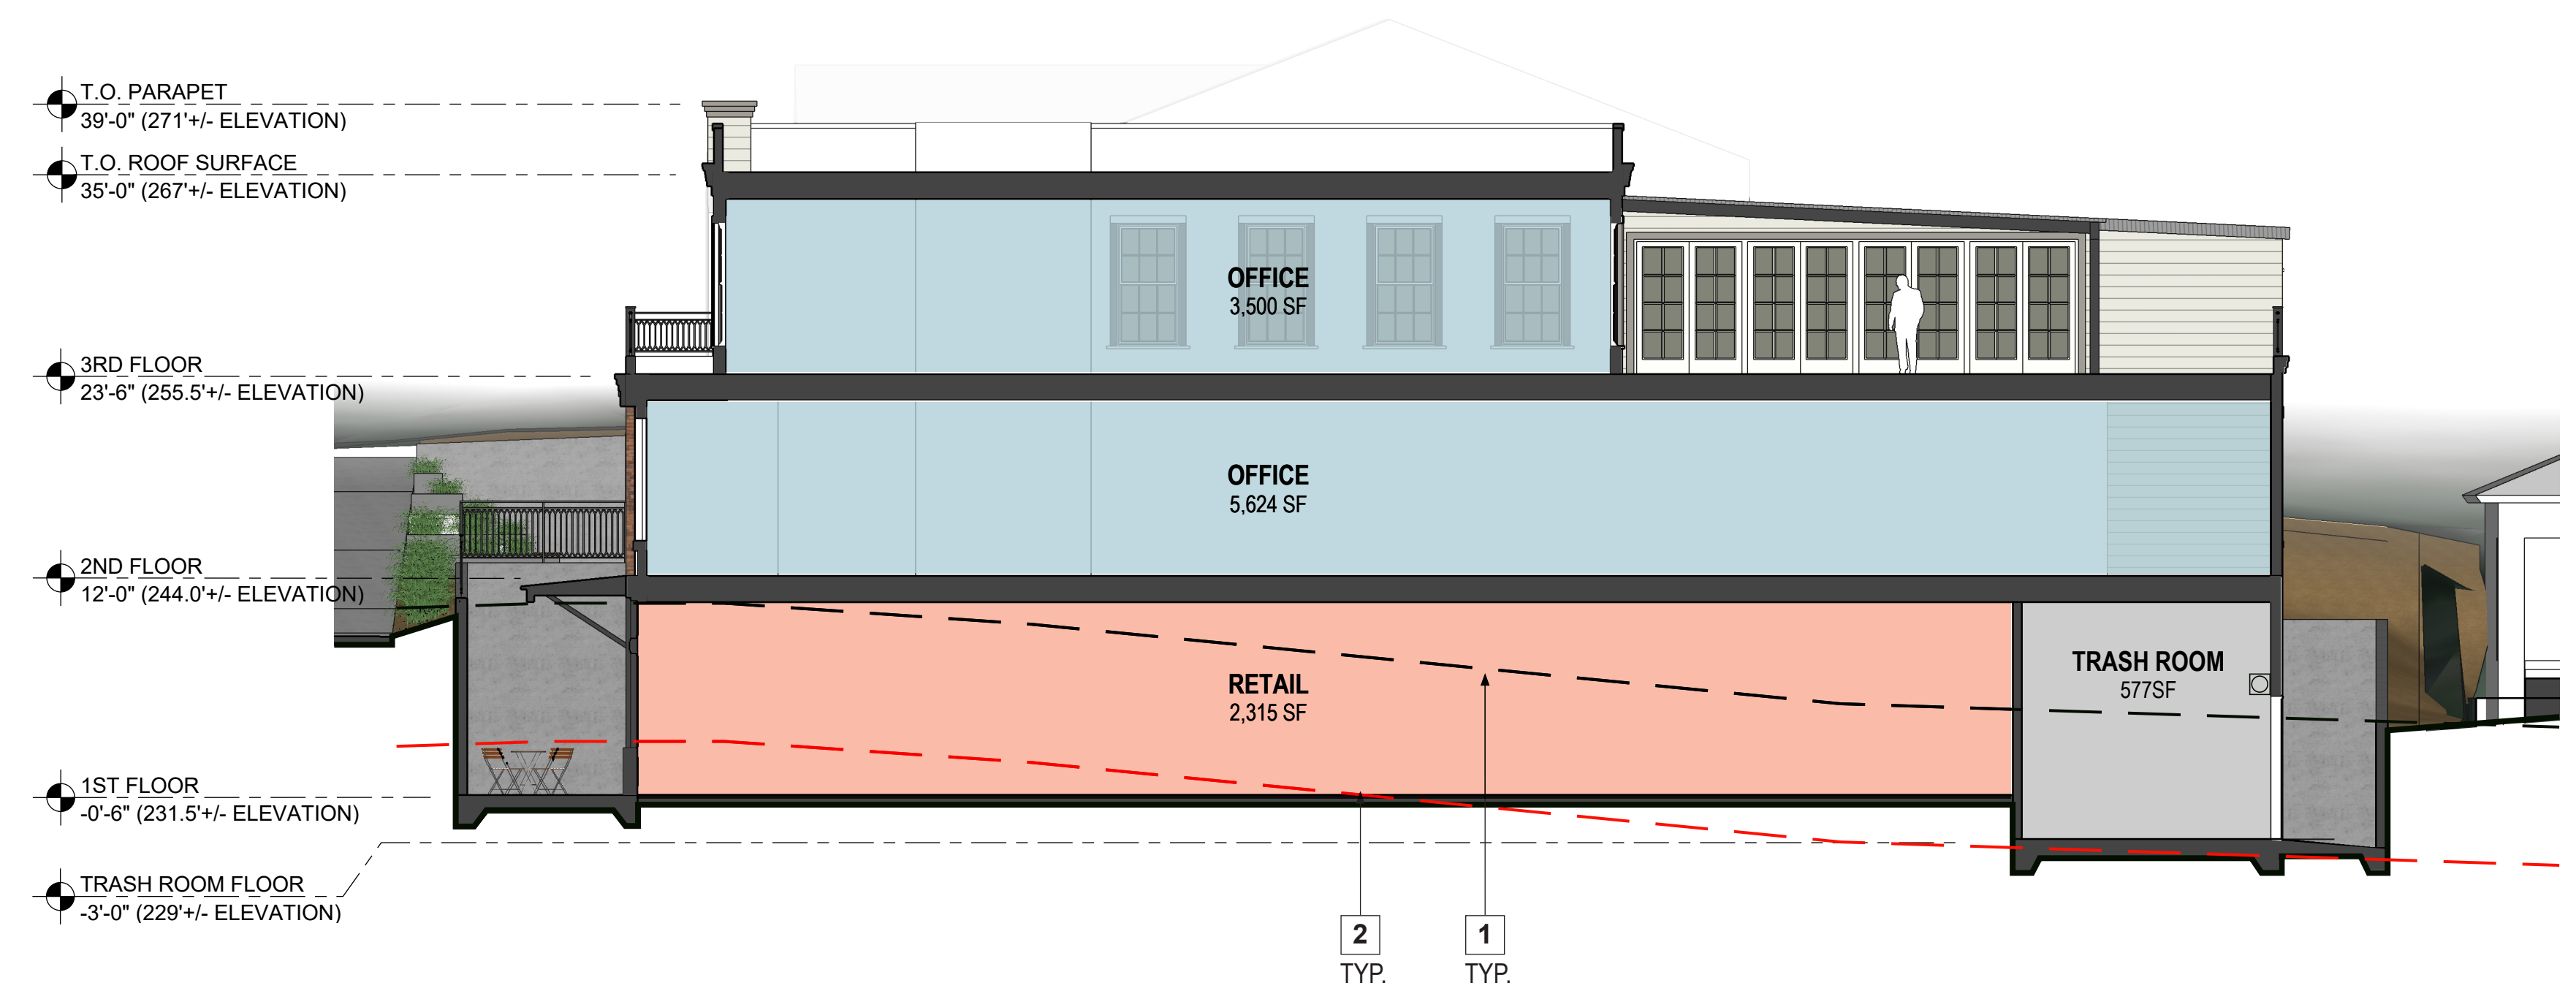 T.O. PARAPET
39'-0" (271'+/- ELEVATION)
T.O. ROOF SURFACE
35'-0" (267'+/- ELEVATION)
3RD FLOOR
23'-6" (255.5'+/- ELEVATION)
2ND FLOOR
12'-0" (244.0'+/- ELEVATION)
1ST FLOOR
-0'-6" (231.5'+/- ELEVATION)
TRASH ROOM FLOOR
-3'-0" (229'+/- ELEVATION)
OFFICE
3,500 SF
OFFICE
5,624 SF
RETAIL
2,315 SF
TRASH ROOM
577SF
2
TYP.
1
TYP.